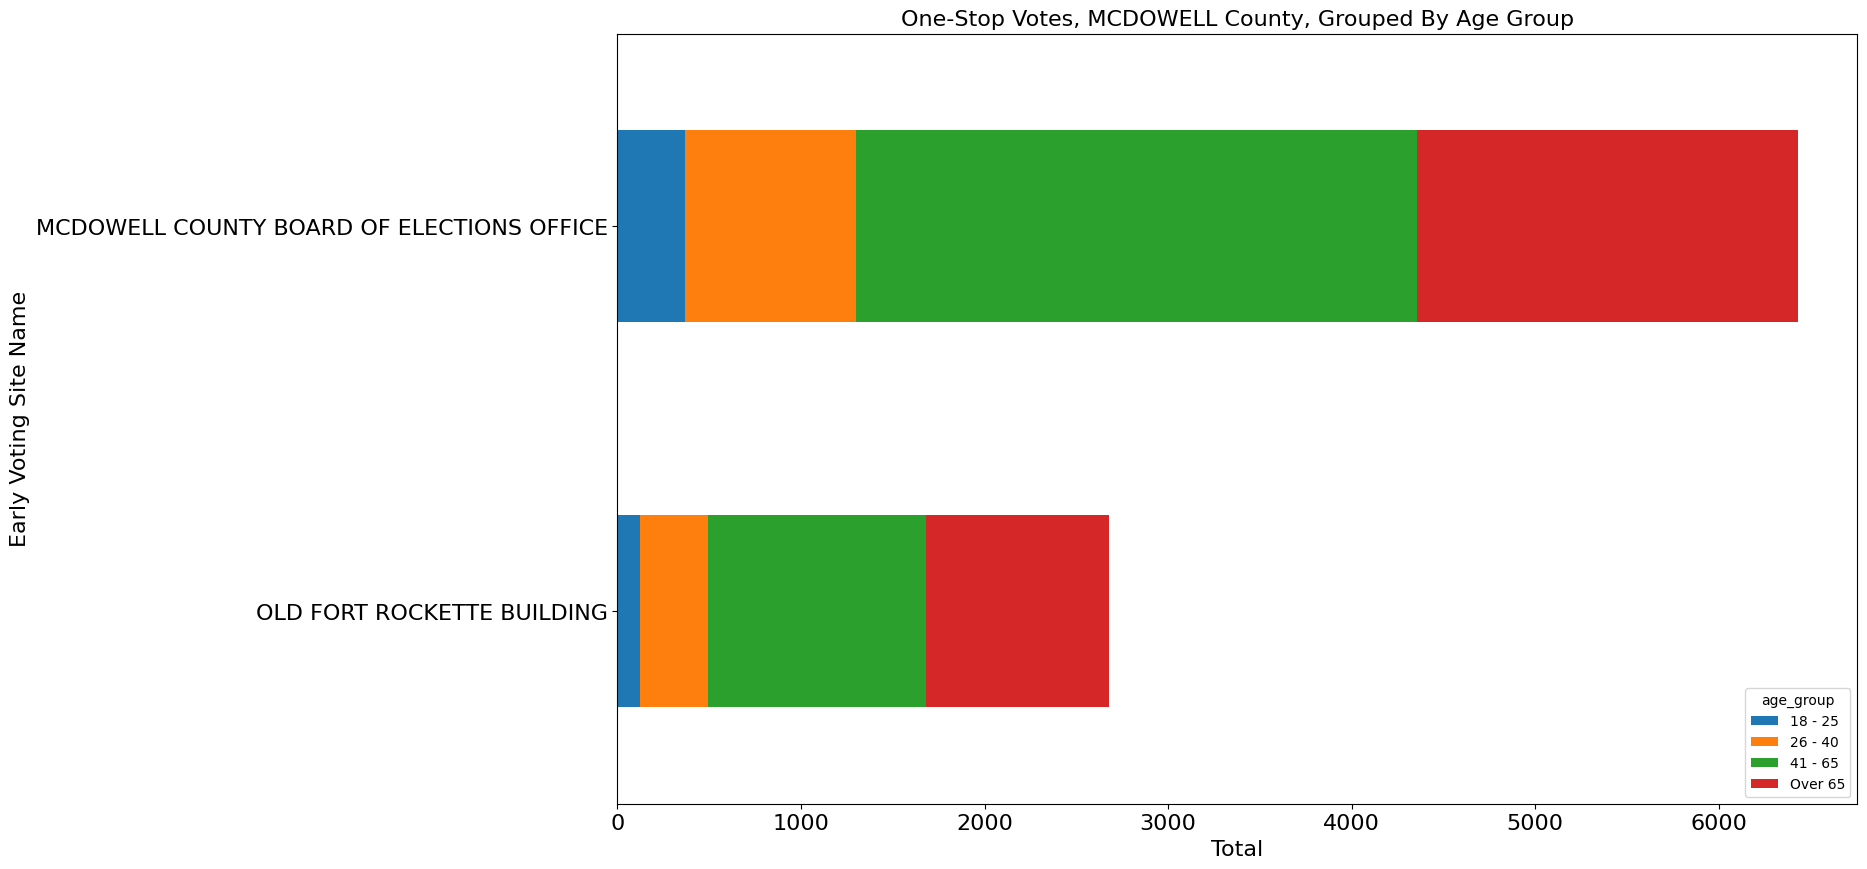 One-Stop Votes, MCDOWELL County, Grouped By Age Group
Early Voting Site Name
MCDOWELL COUNTY BOARD OF ELECTIONS OFFICE
OLD FORT ROCKETTE BUILDING
age_group
18 - 25
26 - 40
41 - 65
Over 65
0 1000 2000 3000 4000 5000 6000
Total